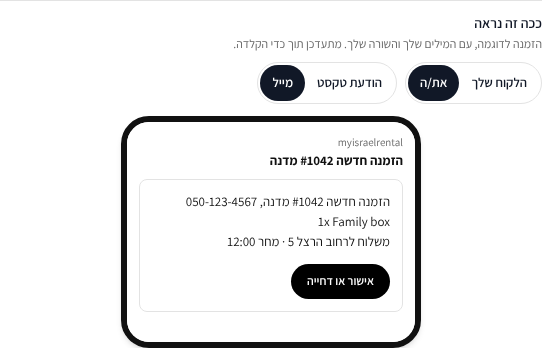 ככה זה נראה
הזמנה לדוגמה, עם המילים שלך והשורה שלך. מתעדכן תוך כדי הקלדה.
הלקוח שלך את/ה הודעת טקסט מייל
myisraelrental
הזמנה חדשה #1042 מדנה
הזמנה חדשה #1042 מדנה, 050-123-4567
1x Family box
משלוח לרחוב הרצל 5 · מחר 12:00
אישור או דחייה